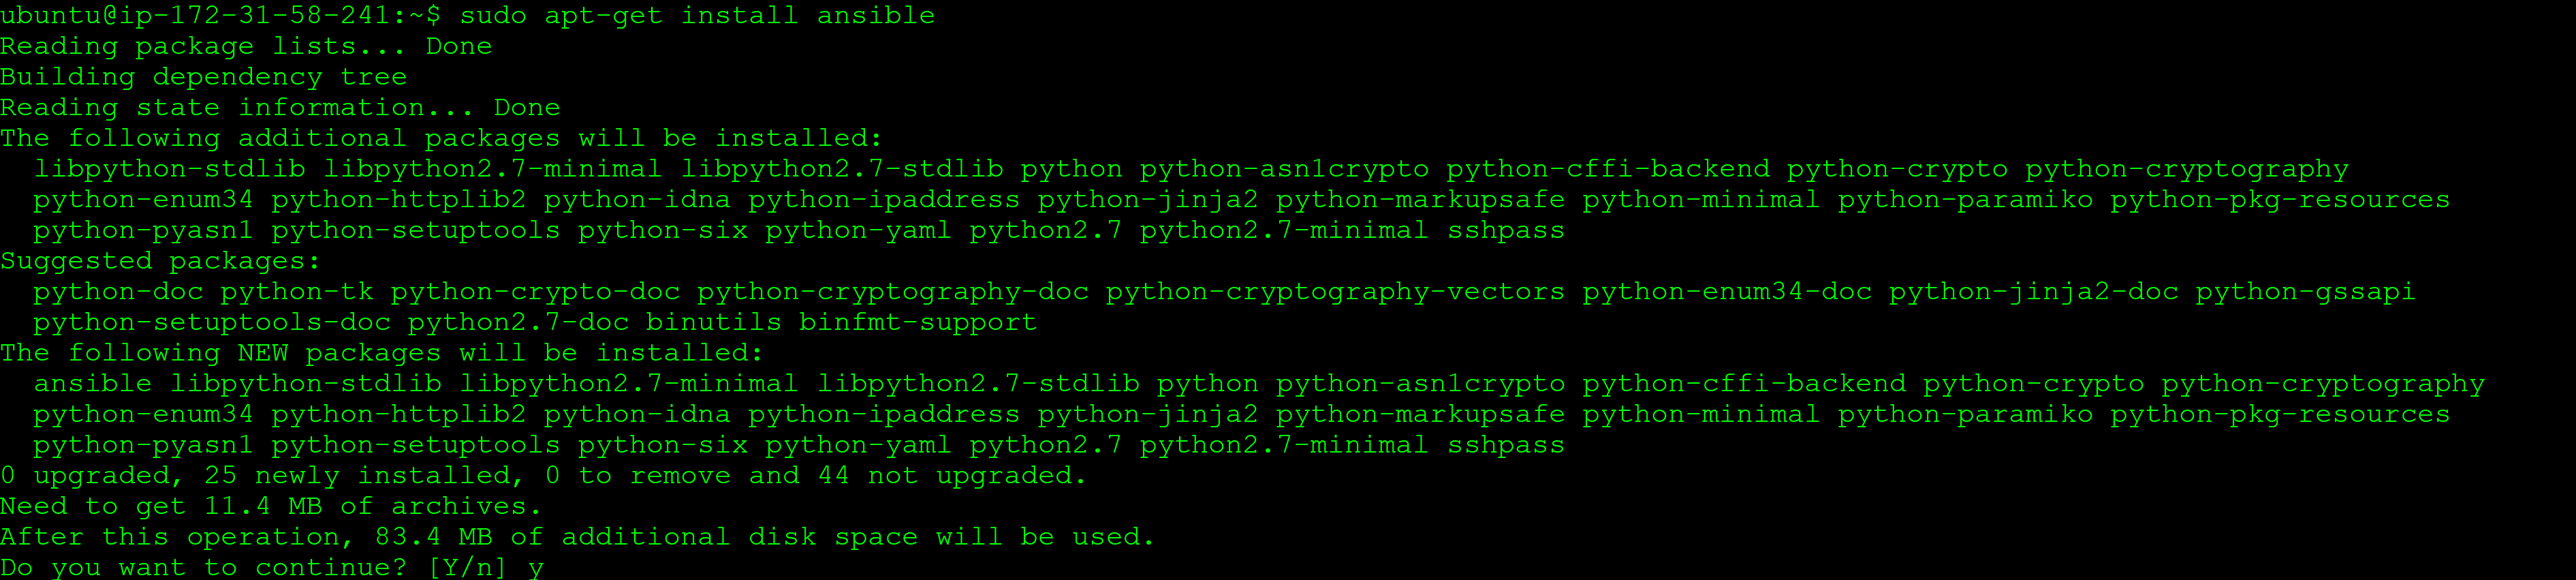 ubuntu@ip-172-31-58-241:~$ sudo apt-get install ansible
Reading package lists... Done
Building dependency tree
Reading state information... Done
The following additional packages will be installed:
  libpython-stdlib libpython2.7-minimal libpython2.7-stdlib python python-asn1crypto python-cffi-backend python-crypto python-cryptography
  python-enum34 python-httplib2 python-idna python-ipaddress python-jinja2 python-markupsafe python-minimal python-paramiko python-pkg-resources
  python-pyasn1 python-setuptools python-six python-yaml python2.7 python2.7-minimal sshpass
Suggested packages:
  python-doc python-tk python-crypto-doc python-cryptography-doc python-cryptography-vectors python-enum34-doc python-jinja2-doc python-gssapi
  python-setuptools-doc python2.7-doc binutils binfmt-support
The following NEW packages will be installed:
  ansible libpython-stdlib libpython2.7-minimal libpython2.7-stdlib python python-asn1crypto python-cffi-backend python-crypto python-cryptography
  python-enum34 python-httplib2 python-idna python-ipaddress python-jinja2 python-markupsafe python-minimal python-paramiko python-pkg-resources
  python-pyasn1 python-setuptools python-six python-yaml python2.7 python2.7-minimal sshpass
0 upgraded, 25 newly installed, 0 to remove and 44 not upgraded.
Need to get 11.4 MB of archives.
After this operation, 83.4 MB of additional disk space will be used.
Do you want to continue? [Y/n] y